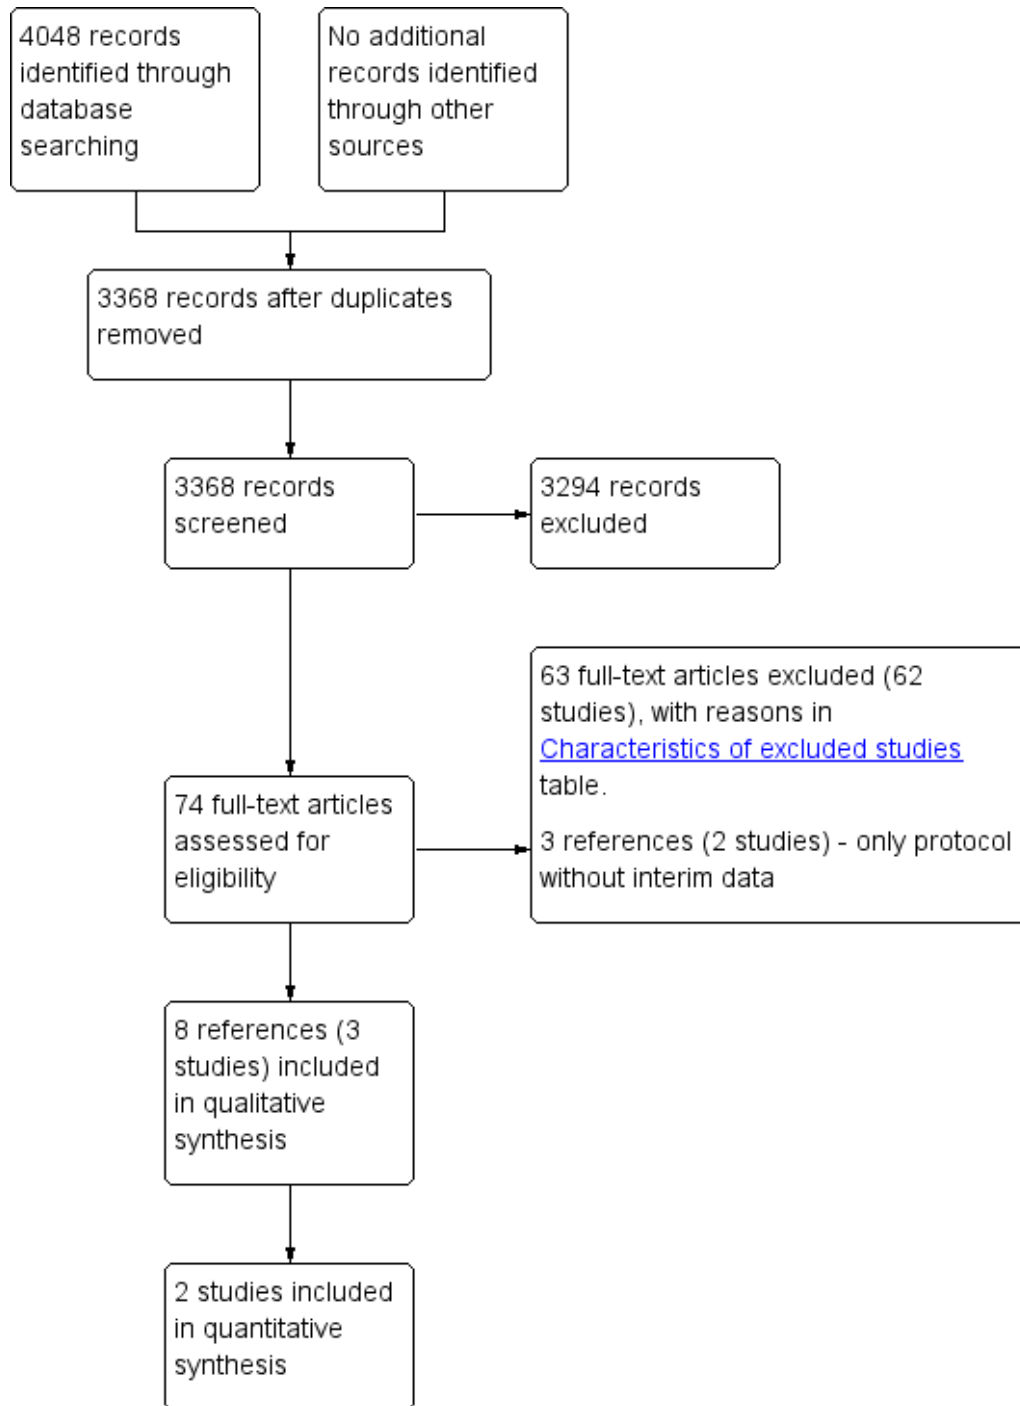 4048 records
identified through
database
searching
No additional
records identified
through other
sources
3368 records after duplicates
removed
3368 records
screened
3294 records
excluded
63 full-text articles excluded (62
studies), with reasons in
Characteristics of excluded studies
table.
3 references (2 studies) - only protocol
without interim data
74 full-text articles
assessed for
eligibility
8 references (3
studies) included
in qualitative
synthesis
2 studies included
in quantitative
synthesis